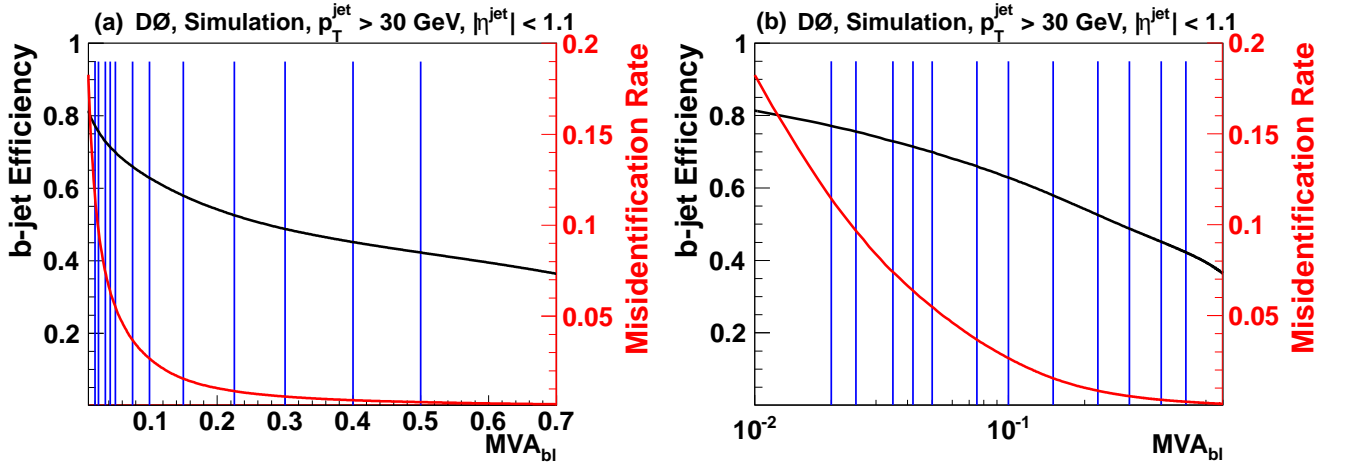 (a) DØ, Simulation, p_T^jet > 30 GeV, |η^jet| < 1.1
b-jet Efficiency
1
0.8
0.6
0.4
0.2
0.2
0.15
0.1
0.05
Misidentification Rate
0.1 0.2 0.3 0.4 0.5 0.6 0.7
MVA_bl
(b) DØ, Simulation, p_T^jet > 30 GeV, |η^jet| < 1.1
b-jet Efficiency
1
0.8
0.6
0.4
0.2
0.2
0.15
0.1
0.05
Misidentification Rate
10^-2 10^-1
MVA_bl